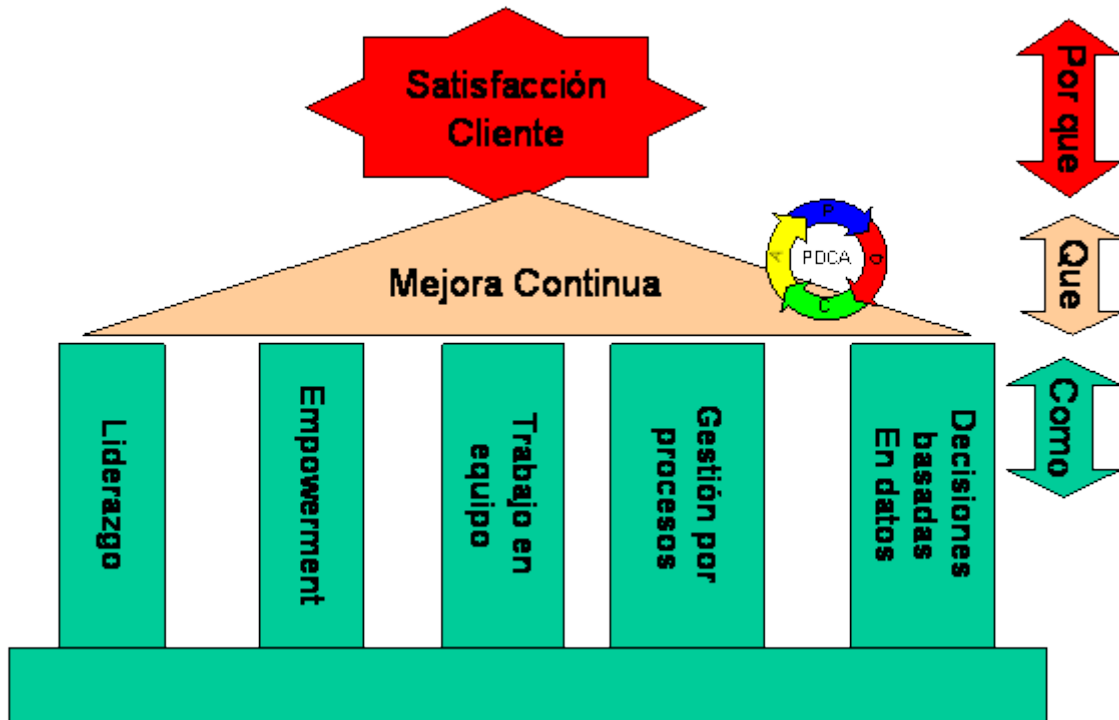 Satisfacción
Cliente
Por que
Mejora Continua
P
D
C
A
PDCA
Que
Liderazgo
Empowerment
Trabajo en
equipo
Gestión por
procesos
Decisiones
basadas
En datos
Como